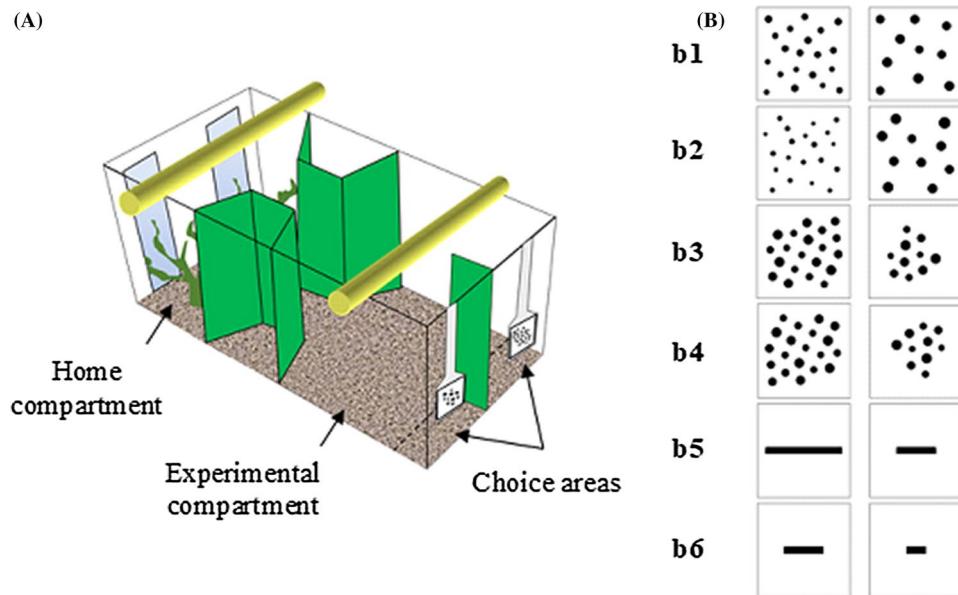 (A)
Home
compartment
Experimental
compartment
Choice areas
(B)
b1
b2
b3
b4
b5
b6